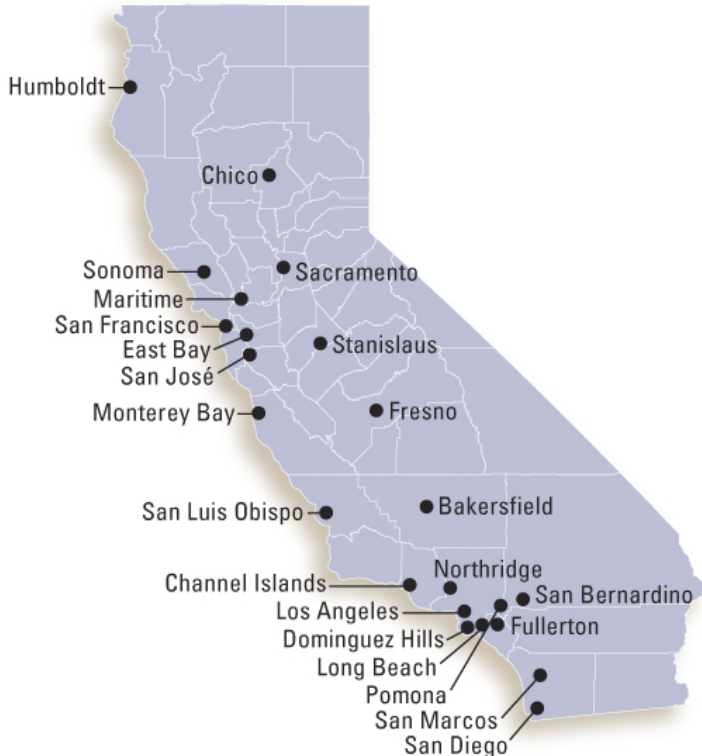 Humboldt
Chico
Sonoma
Sacramento
Maritime
San Francisco
East Bay
Stanislaus
San José
Monterey Bay
Fresno
San Luis Obispo
Bakersfield
Northridge
Channel Islands
San Bernardino
Los Angeles
Fullerton
Dominguez Hills
Long Beach
Pomona
San Marcos
San Diego